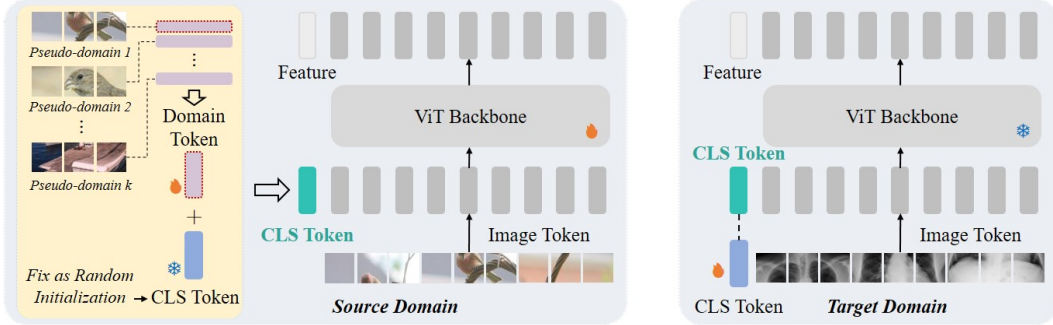 Pseudo-domain 1
Pseudo-domain 2
Pseudo-domain k
Domain
Token
Fix as Random
Initialization
CLS Token
Feature
ViT Backbone
CLS Token
Image Token
Source Domain
Feature
ViT Backbone
CLS Token
Image Token
CLS Token
Target Domain